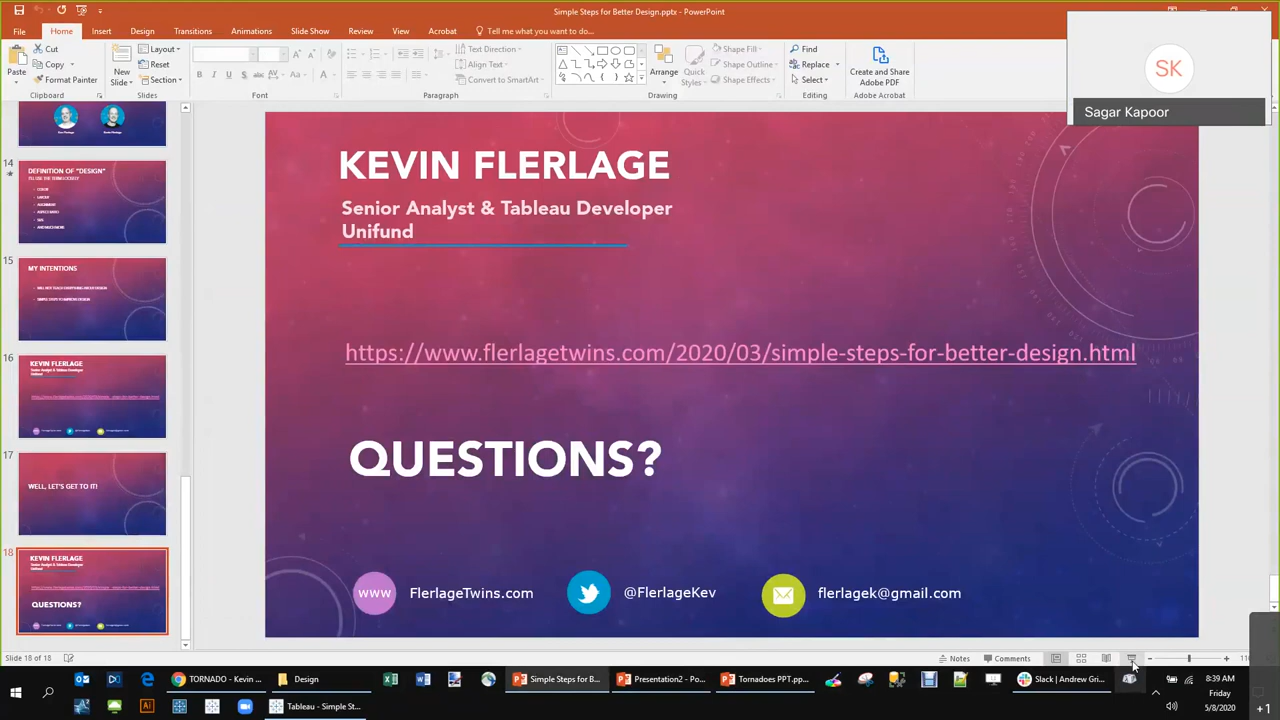 Simple Steps for Better Design.pptx - PowerPoint
File Home Insert Design Transitions Animations Slide Show Review View Acrobat Tell me what you want to do...
Paste
Cut
Copy
Format Painter
Clipboard
New
Slide
Layout
Reset
Section
Slides
Font
Text Direction
Align Text
Convert to SmartArt
Paragraph
Arrange
Quick
Styles
Shape Fill
Shape Outline
Shape Effects
Drawing
Find
Replace
Select
Editing
Create and Share
Adobe PDF
Adobe Acrobat
SK
Sagar Kapoor
14
DEFINITION OF "DESIGN"
15
MY INTENTIONS
16
KEVIN FLERLAGE
17
WELL, LET'S GET TO IT!
18
KEVIN FLERLAGE
Senior Analyst & Tableau Developer
Unifund
QUESTIONS?
KEVIN FLERLAGE
Senior Analyst & Tableau Developer
Unifund
https://www.flerlagetwins.com/2020/03/simple-steps-for-better-design.html
QUESTIONS?
www FlerlageTwins.com @FlerlageKev flerlagek@gmail.com
Slide 18 of 18
Notes Comments
TORNADO - Kevin ...
Design
Simple Steps for B...
Presentation2 - Po...
Tornadoes PPT.pp...
Slack | Andrew Gri...
Tableau - Simple St...
8:39 AM
Friday
5/8/2020
+1